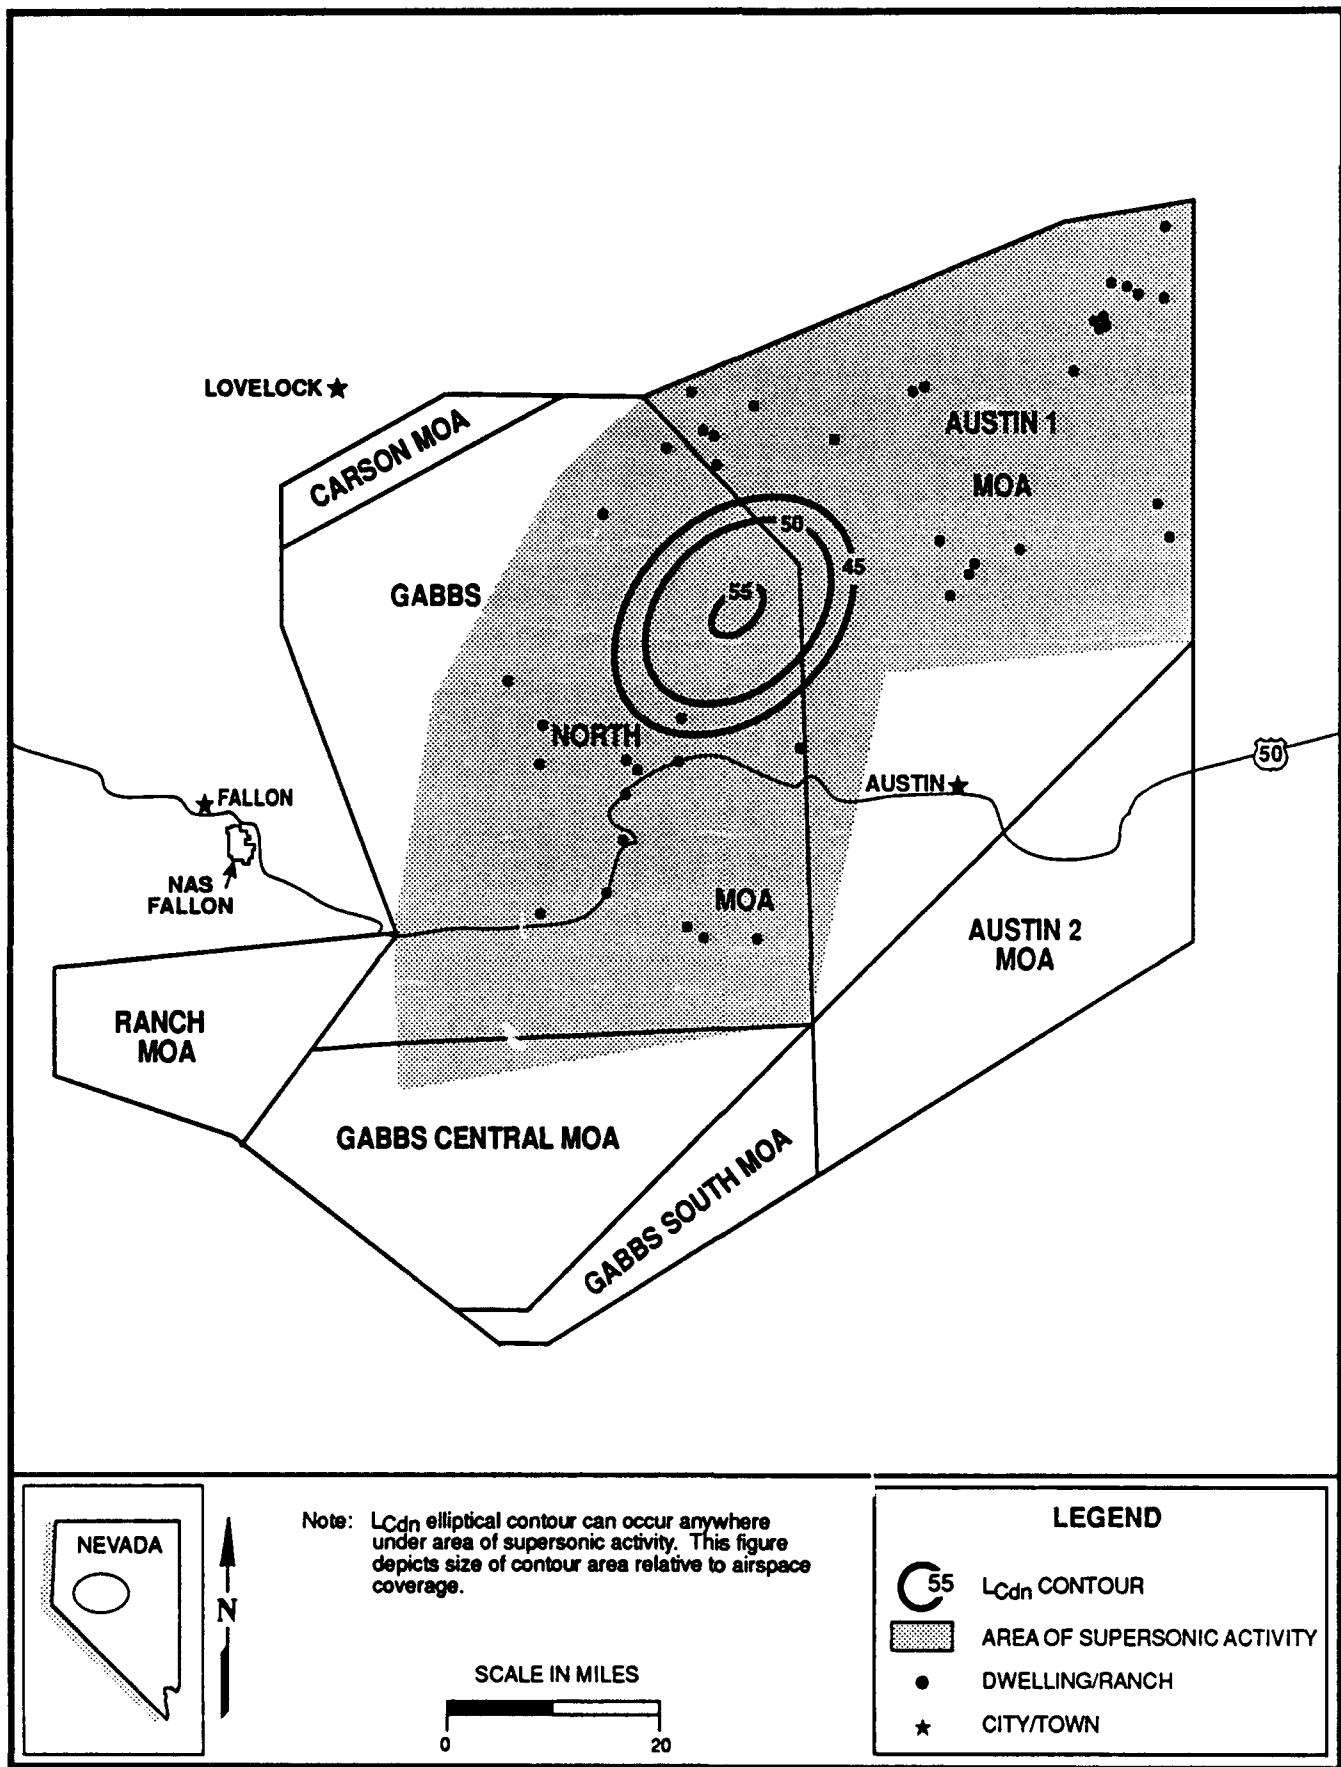 LOVELOCK
CARSON MOA
AUSTIN 1
MOA
50
45
55
GABBS
NORTH
50
AUSTIN
FALLON
NAS
FALLON
MOA
AUSTIN 2
MOA
RANCH
MOA
GABBS CENTRAL MOA
GABBS SOUTH MOA
NEVADA
N
Note: LCdn elliptical contour can occur anywhere
under area of supersonic activity. This figure
depicts size of contour area relative to airspace
coverage.
SCALE IN MILES
0 20
LEGEND
55 LCdn CONTOUR
AREA OF SUPERSONIC ACTIVITY
DWELLING/RANCH
CITY/TOWN